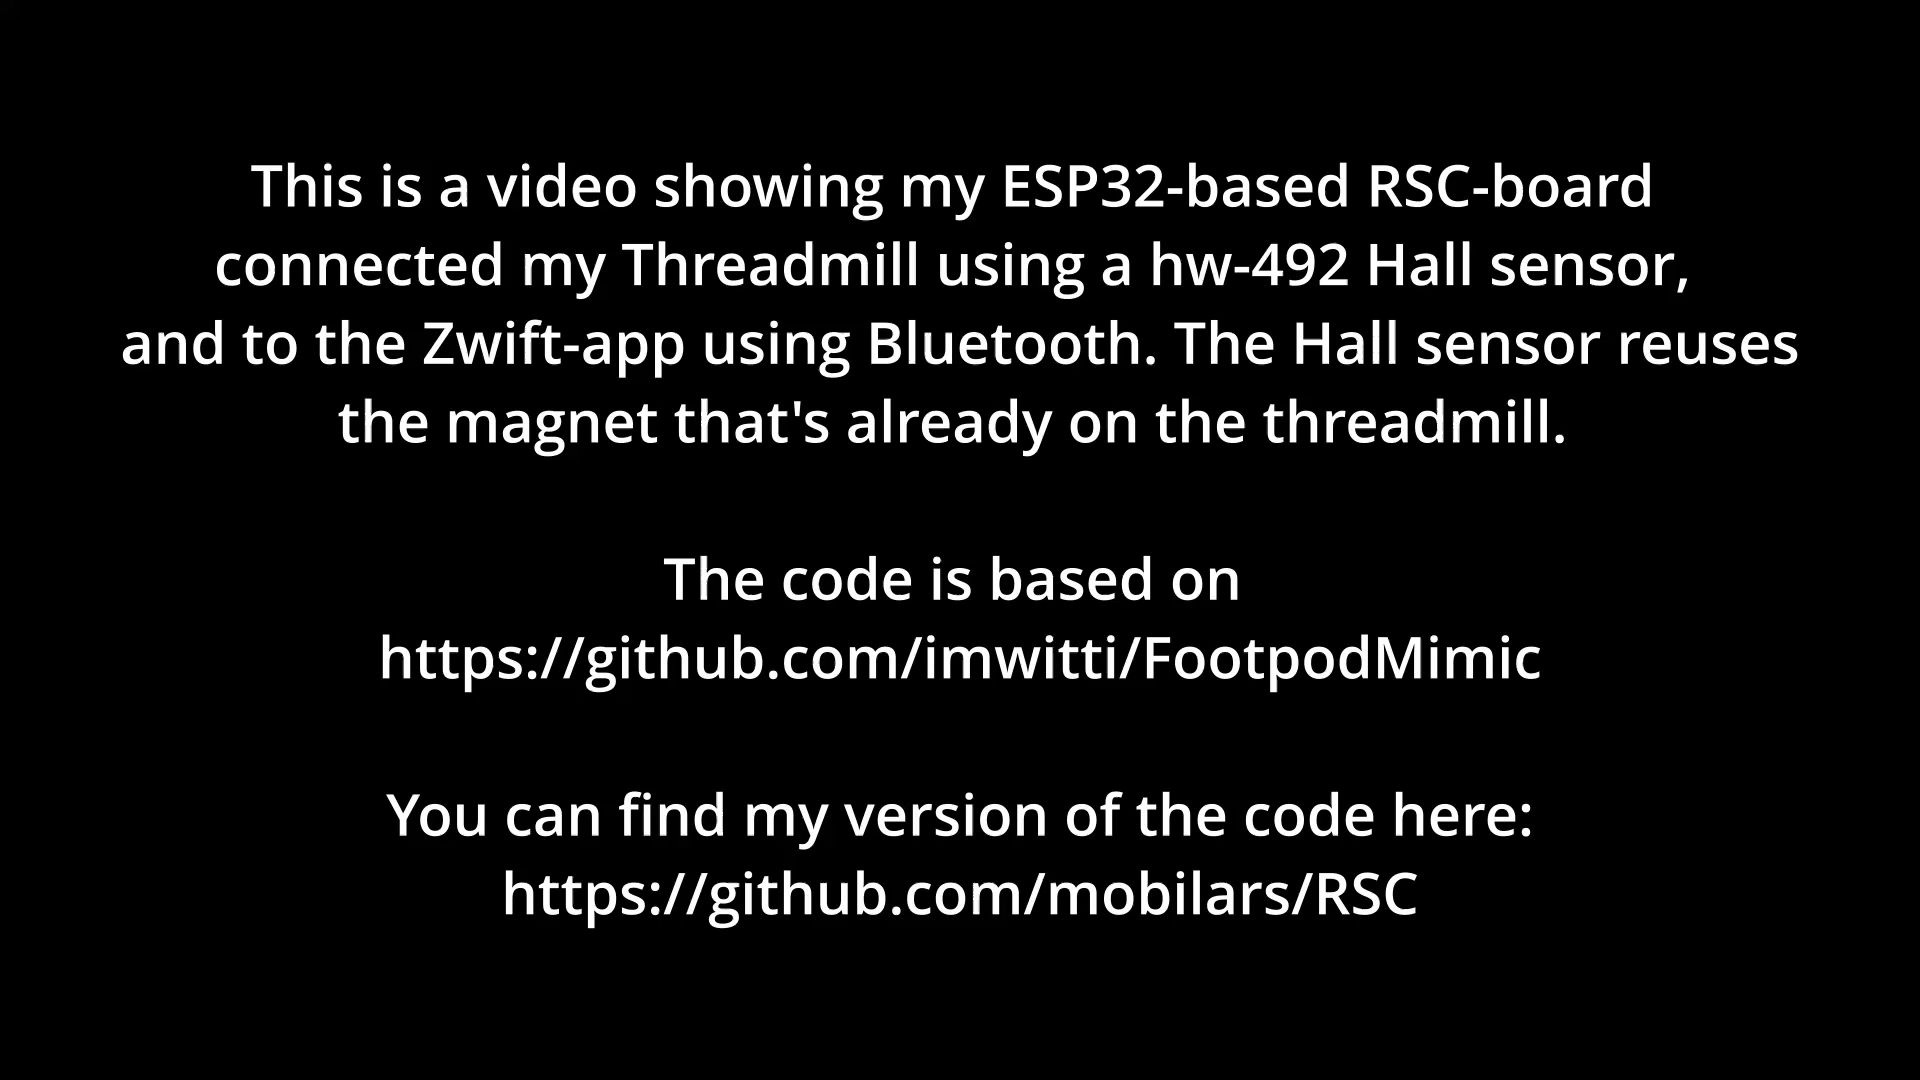 This is a video showing my ESP32-based RSC-board
connected my Threadmill using a hw-492 Hall sensor,
and to the Zwift-app using Bluetooth. The Hall sensor reuses
the magnet that's already on the threadmill.
The code is based on
https://github.com/imwitti/FootpodMimic
You can find my version of the code here:
https://github.com/mobilars/RSC